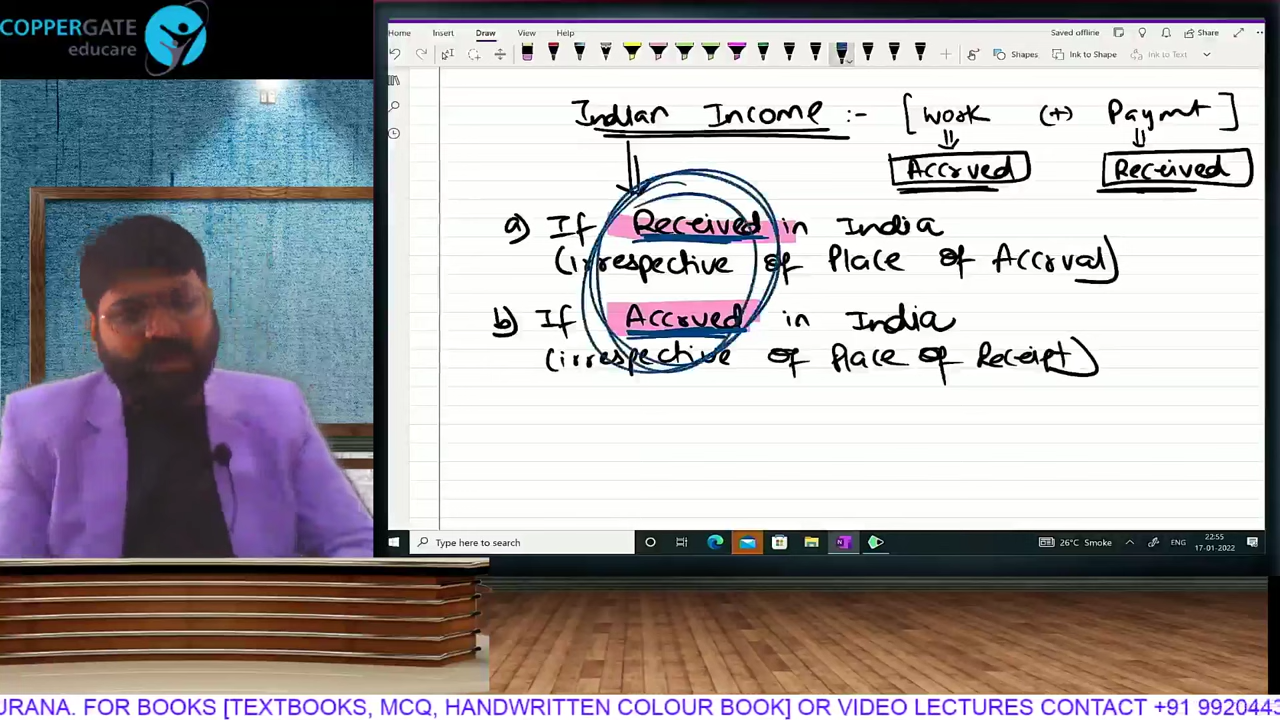 COPPERGATE
educare
Home Insert Draw View Help
Saved offline
Share
Shapes
Ink to Shape
Ink to Text
Indian Income :- [Work (+) Paymt]
Accrued Received
a) If Received in India
(irrespective of Place of Accrual)
b) If Accrued in India
(irrespective of Place of Receipt)
Type here to search
26°C Smoke
ENG
22:55
17-01-2022
URANA. FOR BOOKS [TEXTBOOKS, MCQ, HANDWRITTEN COLOUR BOOK] OR VIDEO LECTURES CONTACT +91 9920443